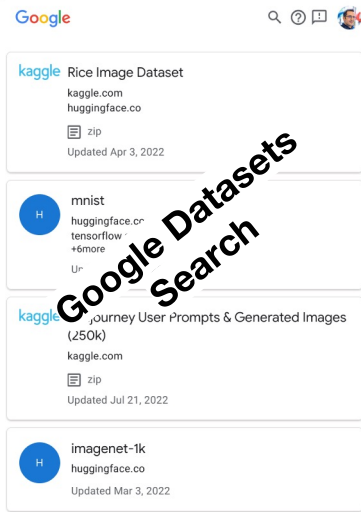 Google
kaggle Rice Image Dataset
kaggle.com
huggingface.co
zip
Updated Apr 3, 2022
H mnist
huggingface.co
tensorflow
+6more
Google Datasets
Search
kaggle journey User Prompts & Generated Images
(250k)
kaggle.com
zip
Updated Jul 21, 2022
H imagenet-1k
huggingface.co
Updated Mar 3, 2022